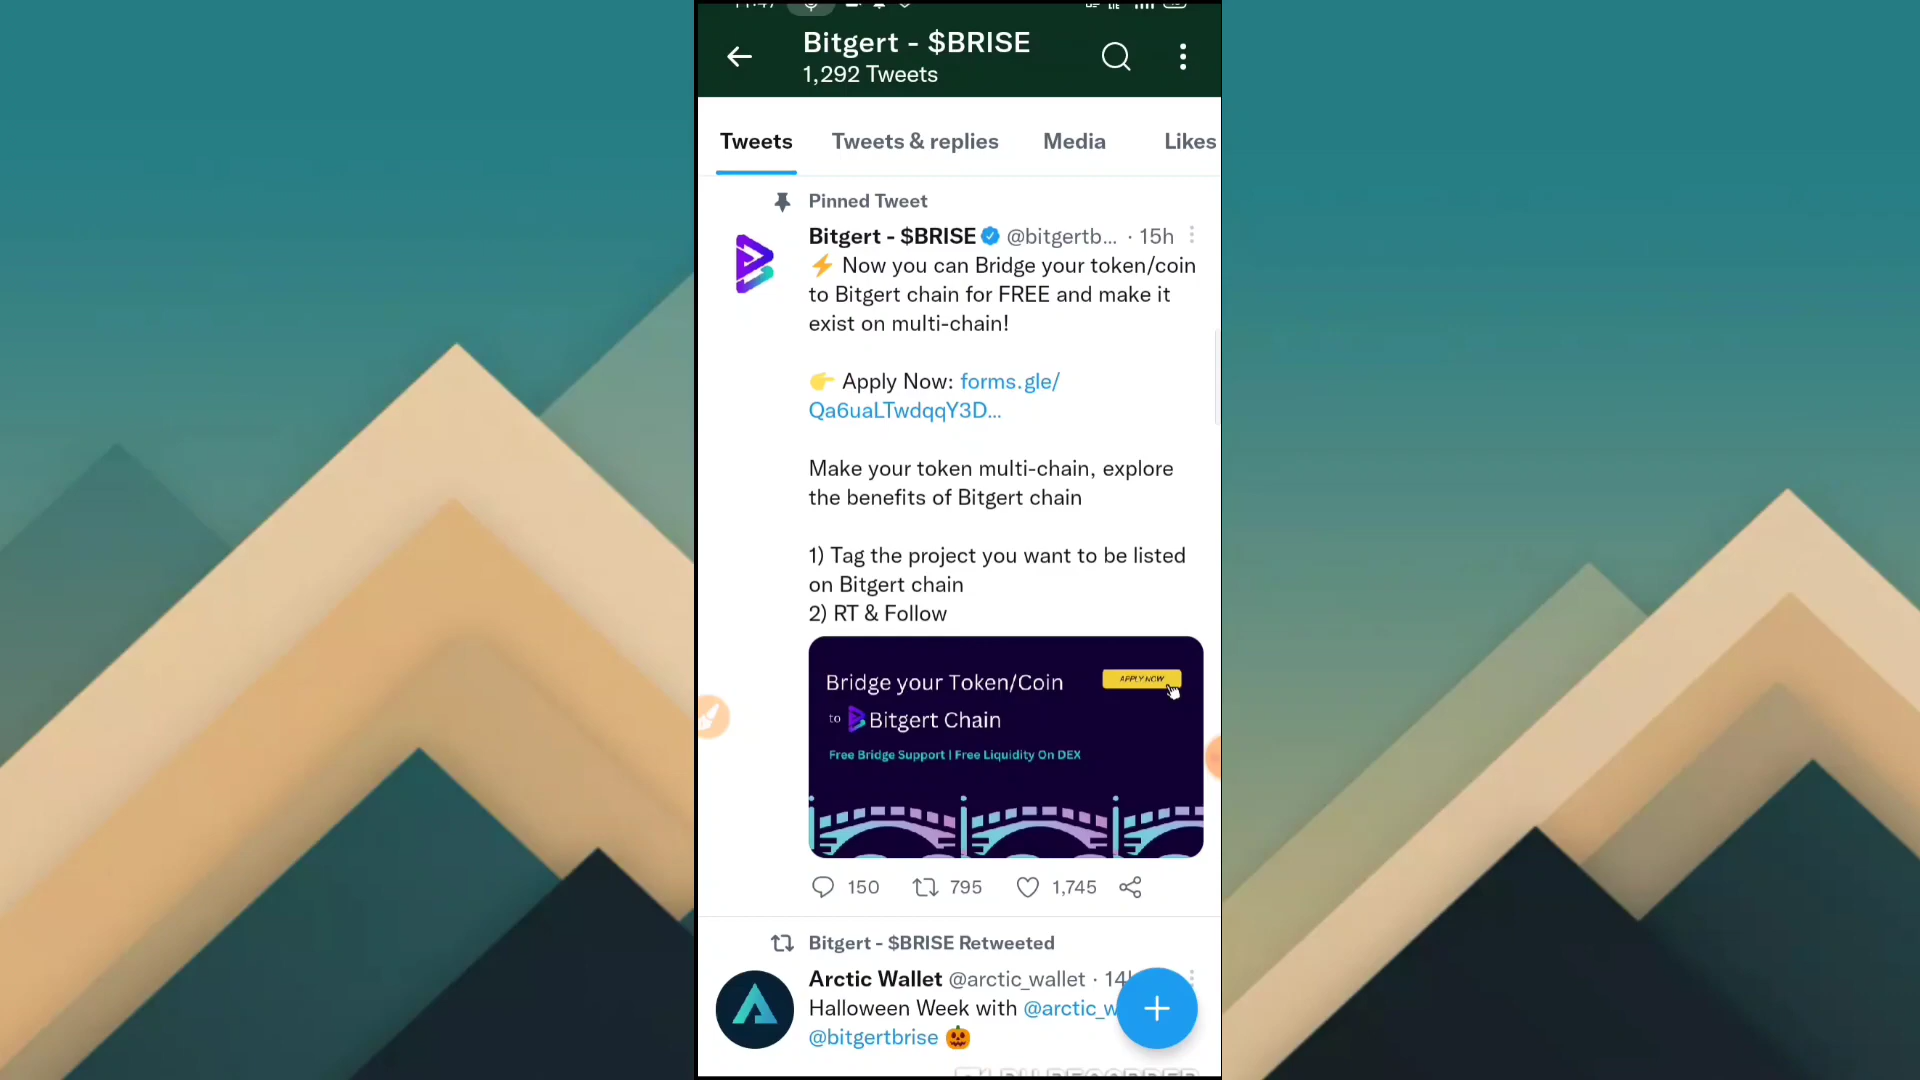 Bitgert - $BRISE
1,292 Tweets
Tweets Tweets & replies Media Likes
Pinned Tweet
Bitgert - $BRISE @bitgertb... · 15h
⚡ Now you can Bridge your token/coin
to Bitgert chain for FREE and make it
exist on multi-chain!
👉 Apply Now: forms.gle/
Qa6uaLTwdqqY3D...
Make your token multi-chain, explore
the benefits of Bitgert chain
1) Tag the project you want to be listed
on Bitgert chain
2) RT & Follow
Bridge your Token/Coin
APPLY NOW
to Bitgert Chain
Free Bridge Support | Free Liquidity On DEX
150 795 1,745
Bitgert - $BRISE Retweeted
Arctic Wallet @arctic_wallet · 14
Halloween Week with @arctic_w
@bitgertbrise 🎃